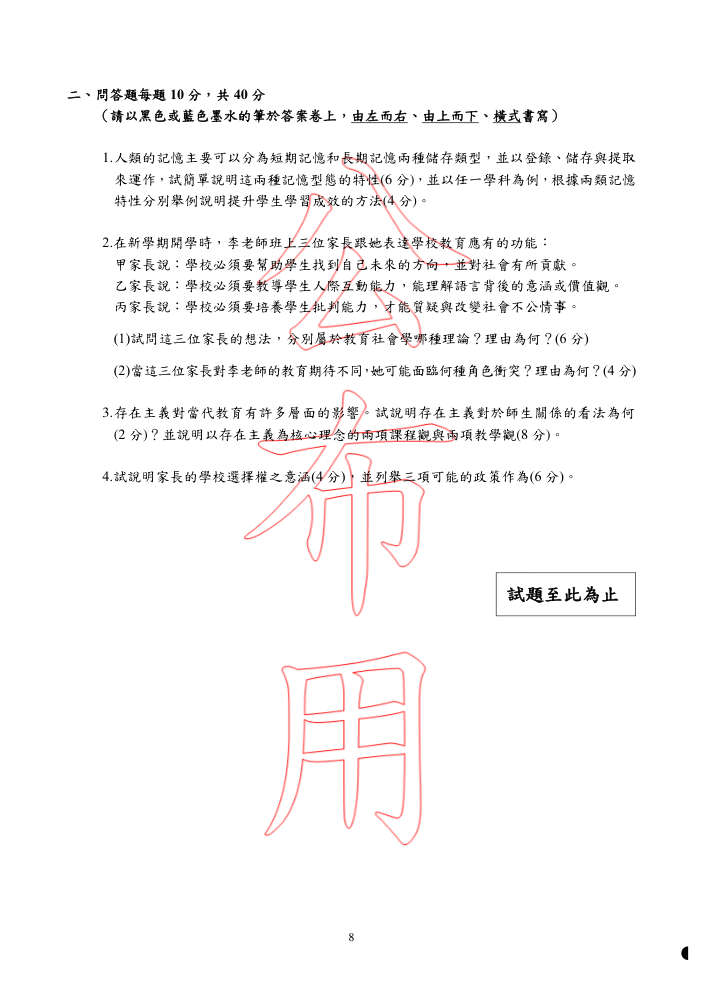 二、問答題每題 10 分，共 40 分
（請以黑色或藍色墨水的筆於答案卷上，由左而右、由上而下、橫式書寫）
1.人類的記憶主要可以分為短期記憶和長期記憶兩種儲存類型，並以登錄、儲存與提取
來運作，試簡單說明這兩種記憶型態的特性(6 分)，並以任一學科為例，根據兩類記憶
特性分別舉例說明提升學生學習成效的方法(4 分)。
2.在新學期開學時，李老師班上三位家長跟她表達學校教育應有的功能：
甲家長說：學校必須要幫助學生找到自己未來的方向，並對社會有所貢獻。
乙家長說：學校必須要教導學生人際互動能力，能理解語言背後的意涵或價值觀。
丙家長說：學校必須要培養學生批判能力，才能質疑與改變社會不公情事。
(1)試問這三位家長的想法，分別屬於教育社會學哪種理論？理由為何？(6 分)
(2)當這三位家長對李老師的教育期待不同，她可能面臨何種角色衝突？理由為何？(4 分)
3.存在主義對當代教育有許多層面的影響。試說明存在主義對於師生關係的看法為何
(2 分)？並說明以存在主義為核心理念的兩項課程觀與兩項教學觀(8 分)。
4.試說明家長的學校選擇權之意涵(4 分)，並列舉三項可能的政策作為(6 分)。
試題至此為止
公
布
用
8